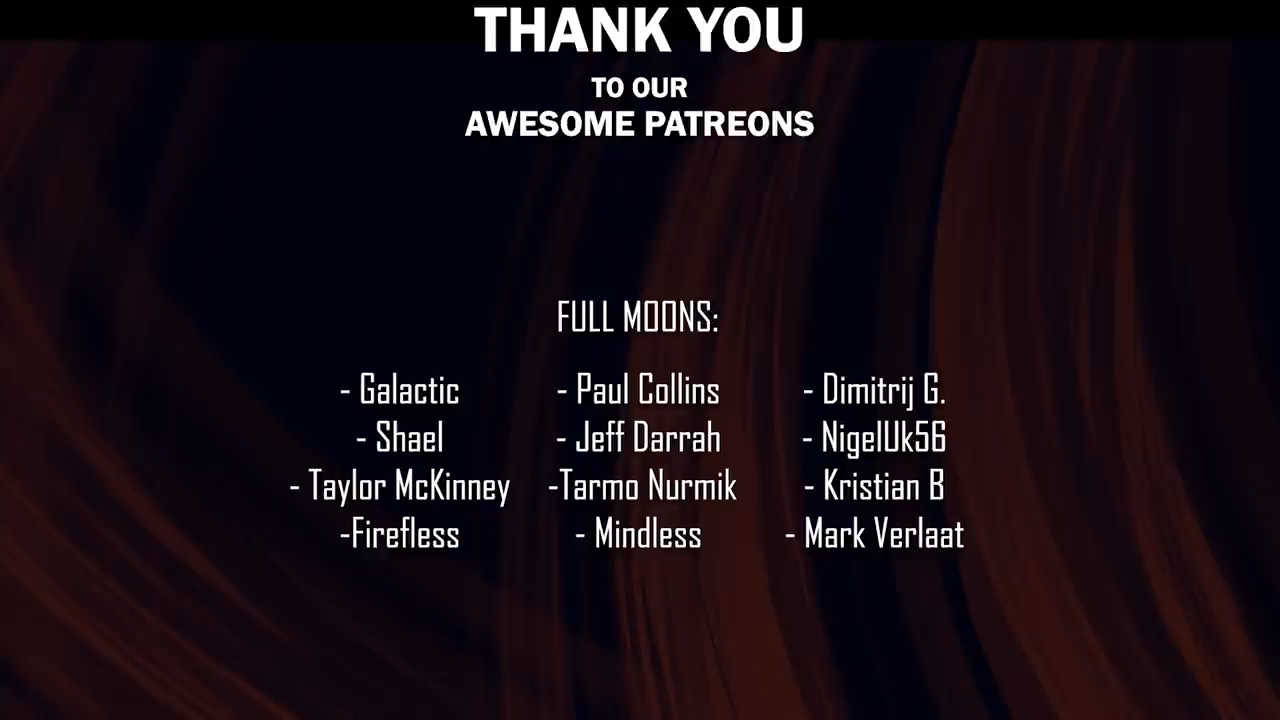 THANK YOU
TO OUR
AWESOME PATREONS
FULL MOONS:
- Galactic
- Shael
- Taylor McKinney
-Firefless
- Paul Collins
- Jeff Darrah
-Tarmo Nurmik
- Mindless
- Dimitrij G.
- NigelUk56
- Kristian B
- Mark Verlaat